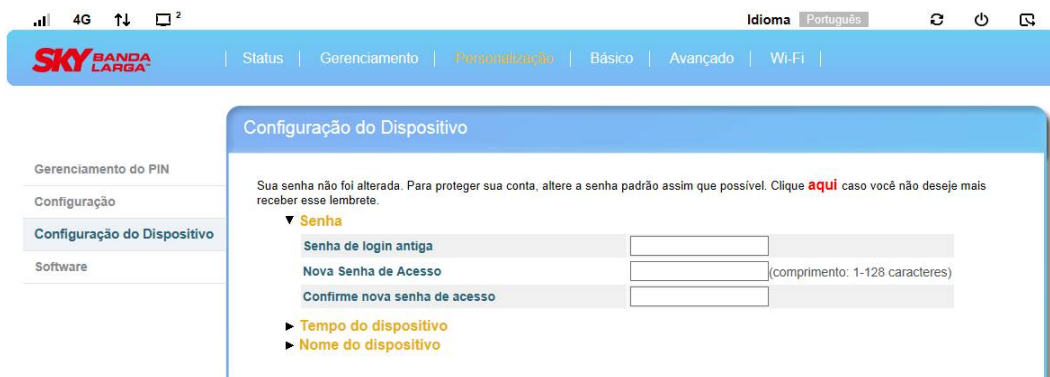 4G 2 Idioma Português
SKY BANDA LARGA Status | Gerenciamento | Personalização | Básico | Avançado | Wi-Fi |
Configuração do Dispositivo
Gerenciamento do PIN
Configuração
Configuração do Dispositivo
Software
Sua senha não foi alterada. Para proteger sua conta, altere a senha padrão assim que possível. Clique aqui caso você não deseje mais
receber esse lembrete.
Senha
Senha de login antiga
Nova Senha de Acesso (comprimento: 1-128 caracteres)
Confirme nova senha de acesso
Tempo do dispositivo
Nome do dispositivo